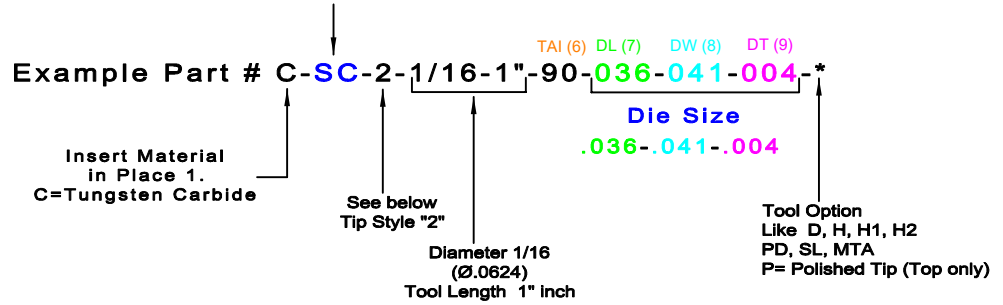 TAI (6) DL (7) DW (8) DT (9)
Example Part # C-SC-2-1/16-1"-90-036-041-004-*
Die Size
.036-.041-.004
Insert Material
in Place 1.
C=Tungsten Carbide
See below
Tip Style "2"
Diameter 1/16
(Ø.0624)
Tool Length 1" inch
Tool Option
Like D, H, H1, H2
PD, SL, MTA
P= Polished Tip (Top only)